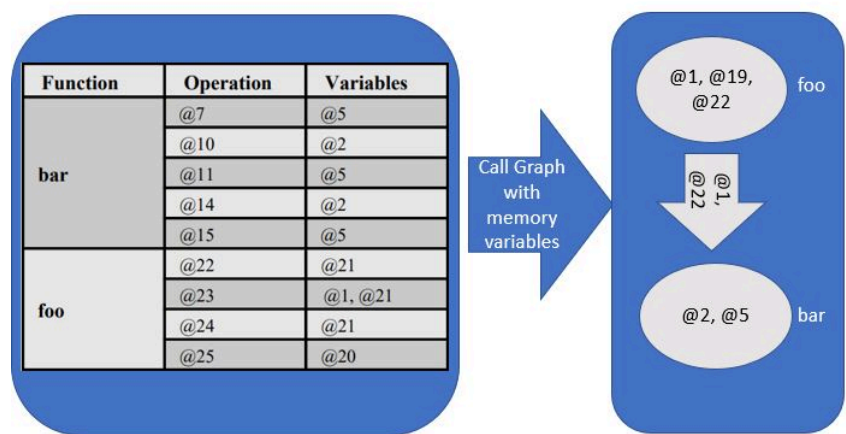 Function Operation Variables
bar
@7 @5
@10 @2
@11 @5
@14 @2
@15 @5
foo
@22 @21
@23 @1, @21
@24 @21
@25 @20
Call Graph
with
memory
variables
@1, @19,
@22
foo
@1,
@22
@2, @5
bar